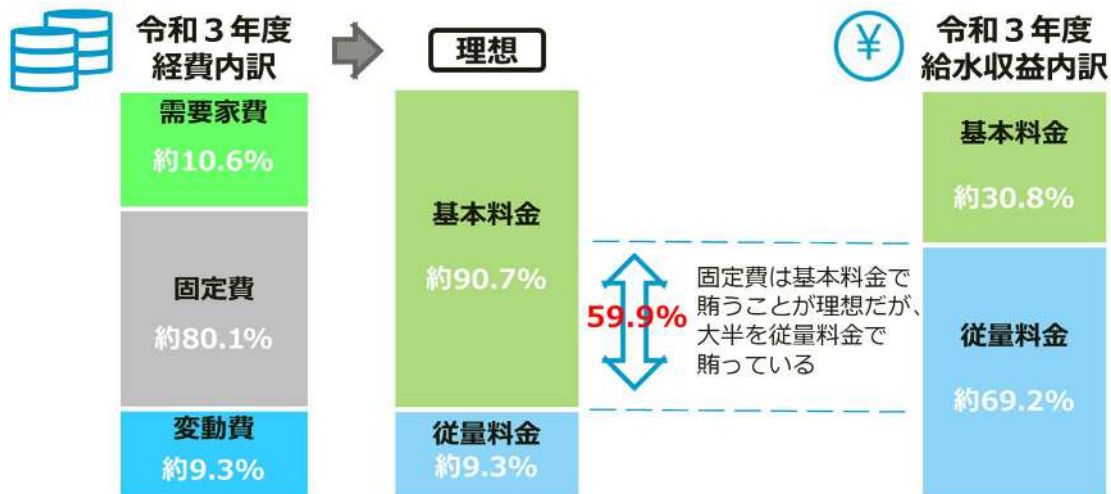 令和３年度
経費内訳
需要家費
約10.6%
固定費
約80.1%
変動費
約9.3%
理想
基本料金
約90.7%
従量料金
約9.3%
59.9%
固定費は基本料金で
賄うことが理想だが、
大半を従量料金で
賄っている
¥
令和３年度
給水収益内訳
基本料金
約30.8%
従量料金
約69.2%